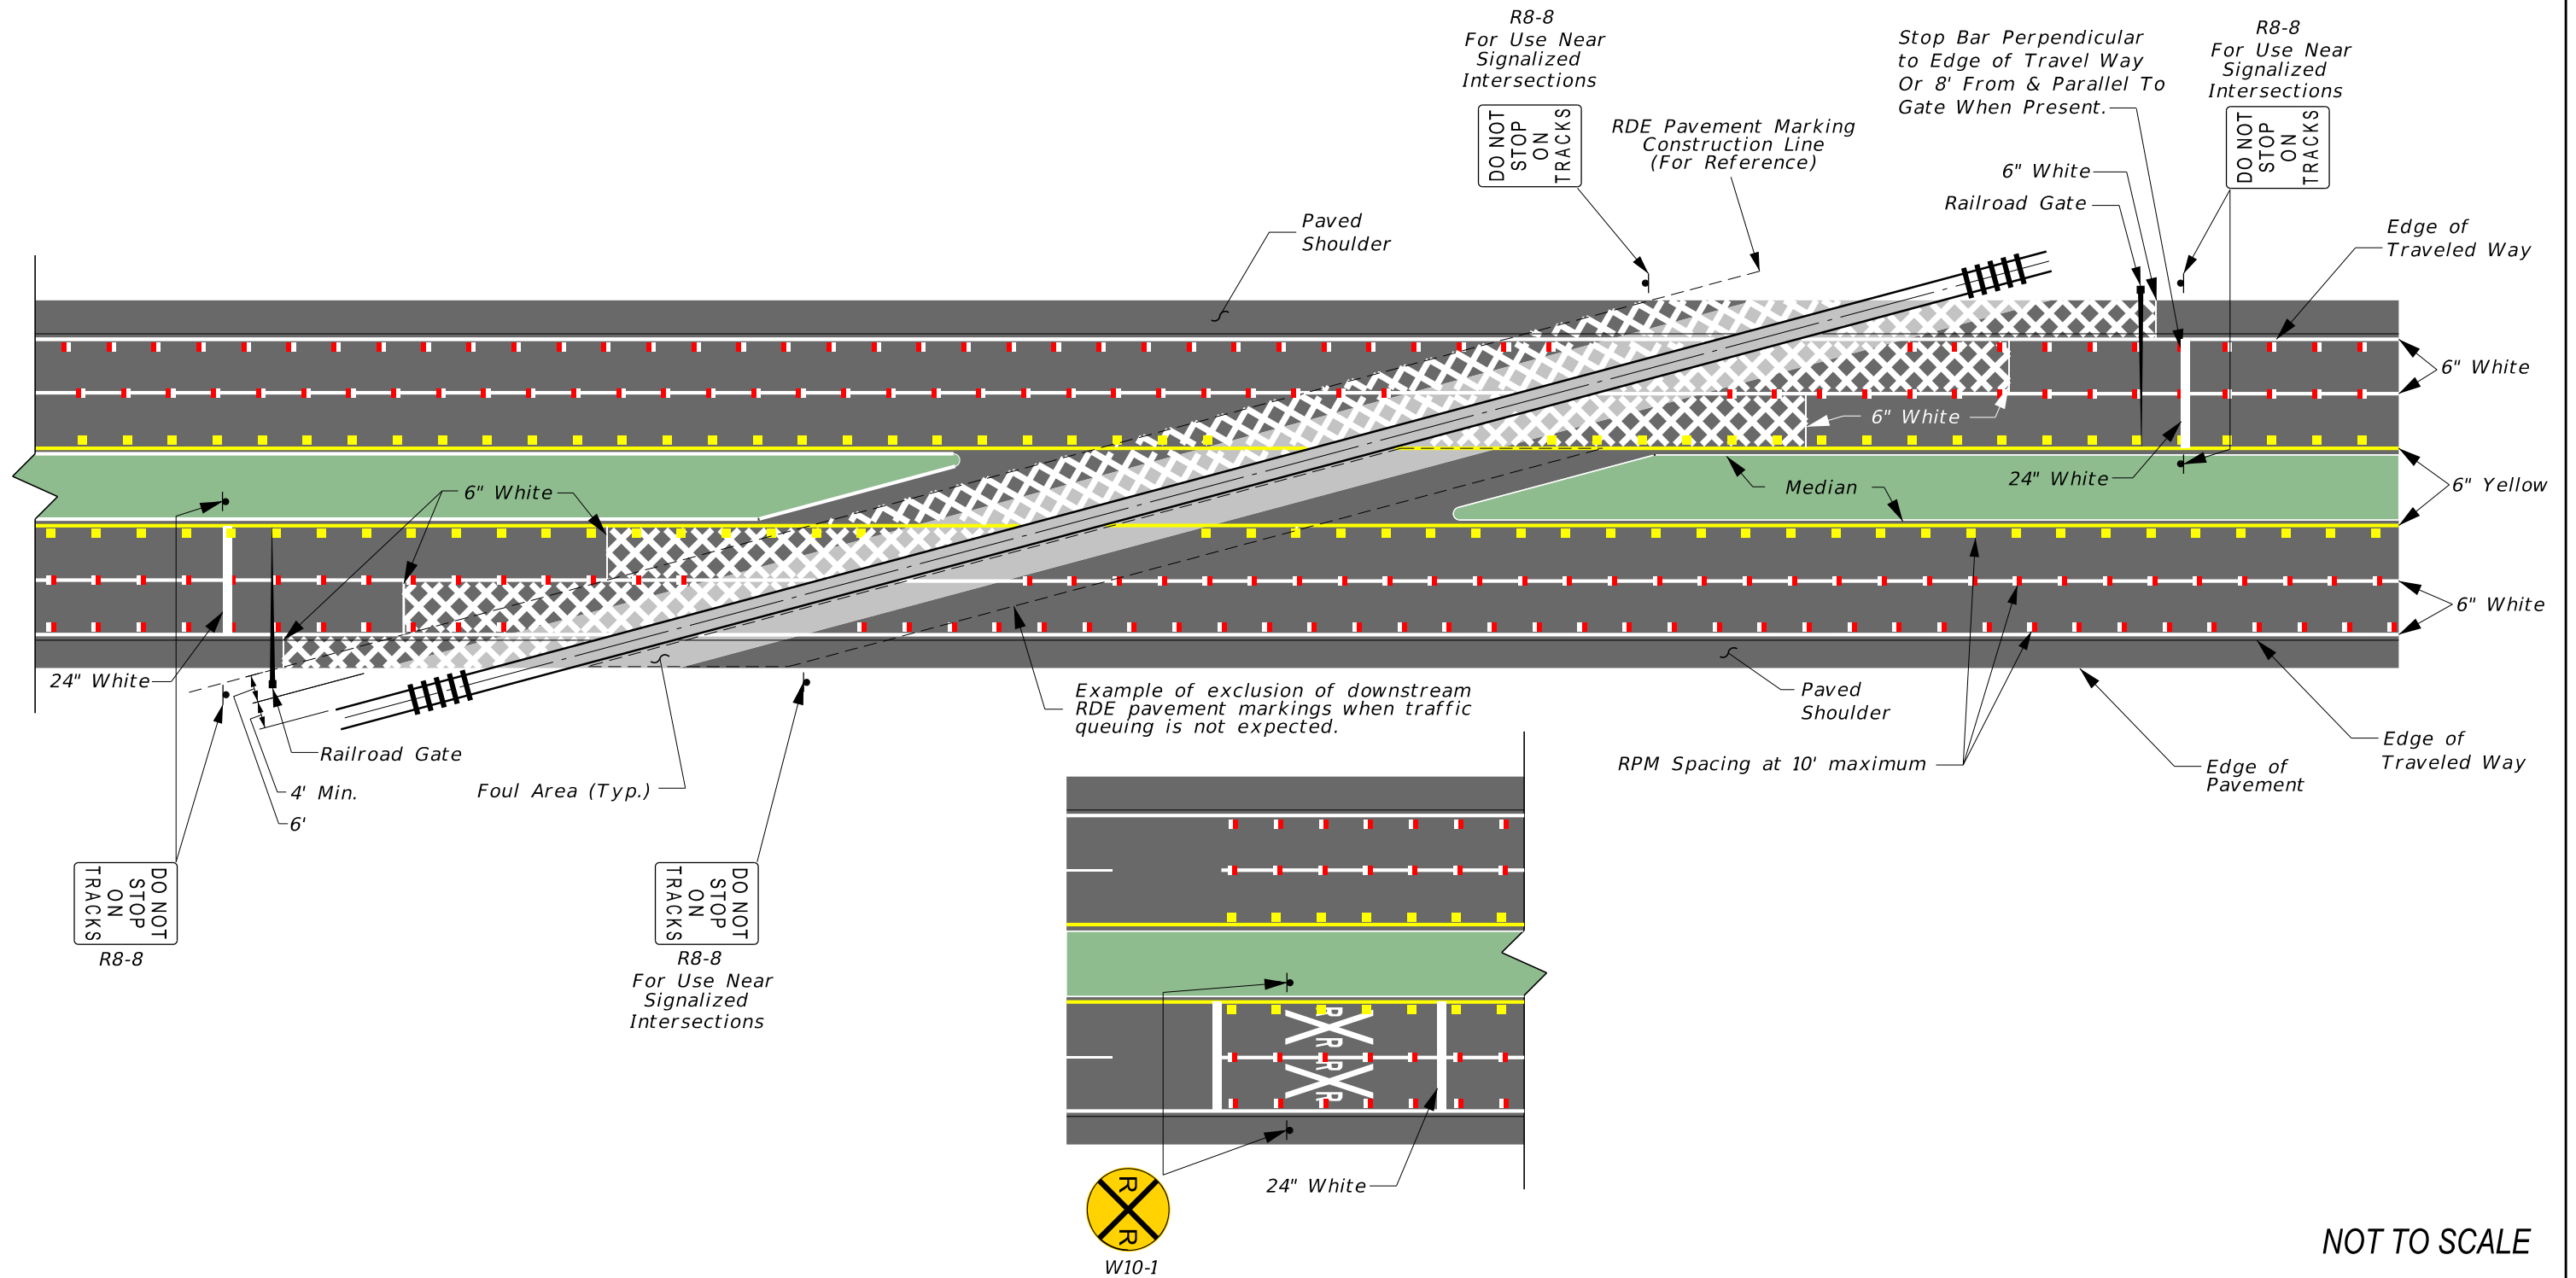 R8-8
For Use Near
Signalized
Intersections
DO NOT
STOP
ON
TRACKS
RDE Pavement Marking
Construction Line
(For Reference)
Stop Bar Perpendicular
to Edge of Travel Way
Or 8' From & Parallel To
Gate When Present.
R8-8
For Use Near
Signalized
Intersections
DO NOT
STOP
ON
TRACKS
6" White
Railroad Gate
Paved
Shoulder
Edge of
Traveled Way
6" White
6" White
6" White
24" White
Median
6" Yellow
6" White
24" White
Railroad Gate
4' Min.
6'
Foul Area (Typ.)
Example of exclusion of downstream
RDE pavement markings when traffic
queuing is not expected.
Paved
Shoulder
RPM Spacing at 10' maximum
Edge of
Pavement
Edge of
Traveled Way
DO NOT
STOP
ON
TRACKS
R8-8
DO NOT
STOP
ON
TRACKS
R8-8
For Use Near
Signalized
Intersections
R R
R R
24" White
R R
W10-1
NOT TO SCALE